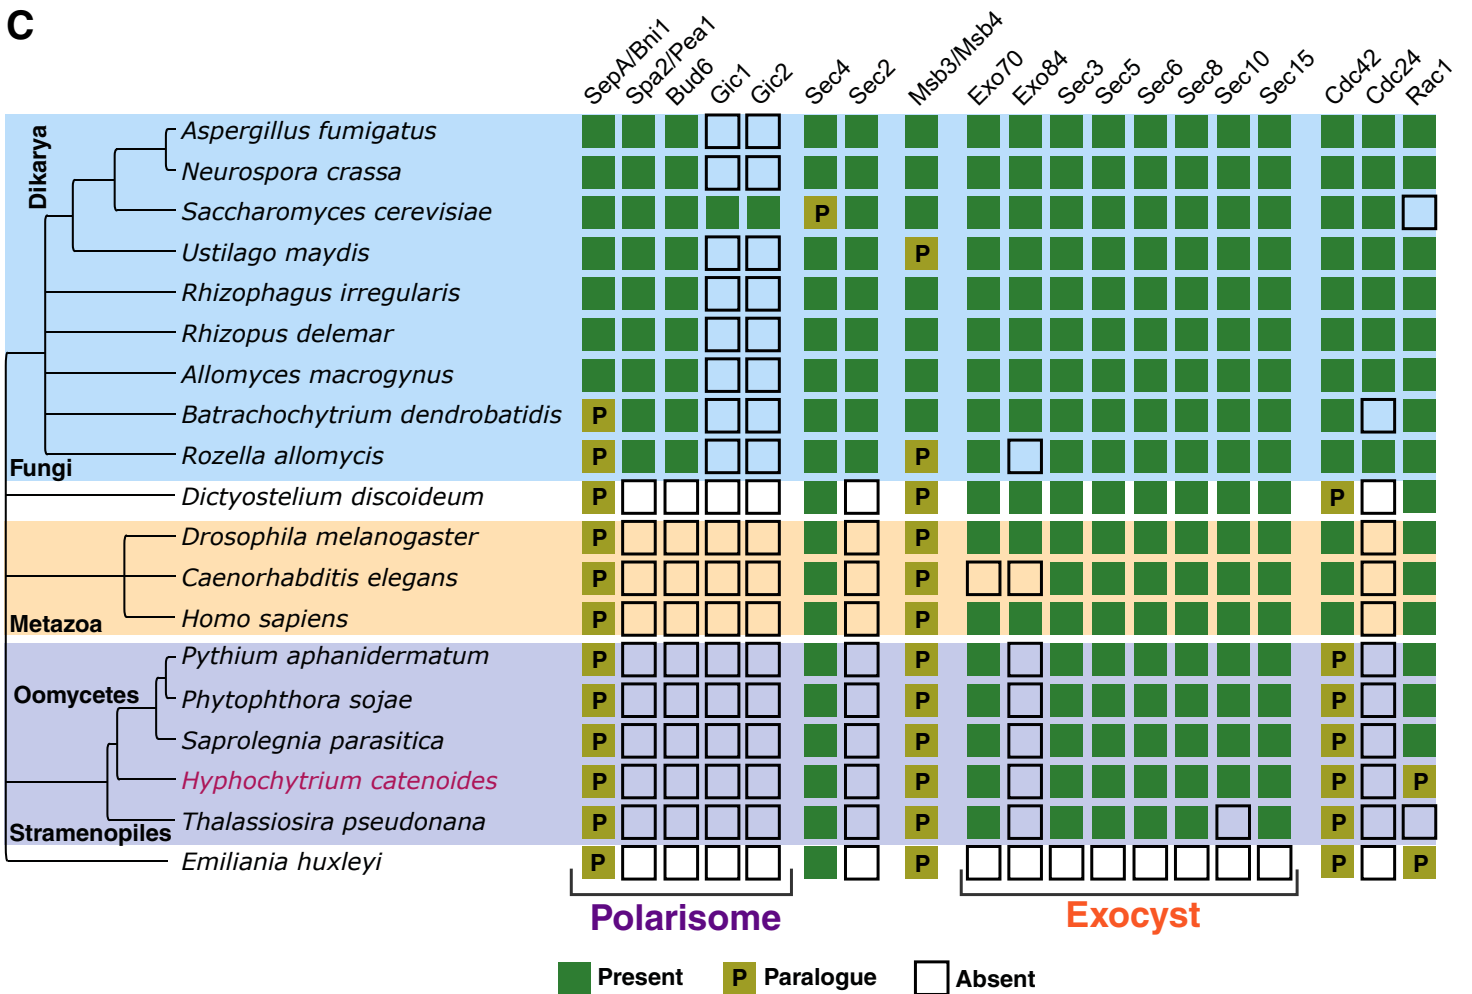 C
SepA/Bni1 Spa2/Pea1 Bud6 Gic1 Gic2 Sec4 Sec2 Msb3/Msb4 Exo70 Exo84 Sec3 Sec5 Sec6 Sec8 Sec10 Sec15 Cdc42 Cdc24 Rac1
Dikarya
Aspergillus fumigatus
Neurospora crassa
Saccharomyces cerevisiae P
Ustilago maydis P
Rhizophagus irregularis
Rhizopus delemar
Allomyces macrogynus
Batrachochytrium dendrobatidis P
Rozella allomycis P P
Fungi
Dictyostelium discoideum P P P
Drosophila melanogaster P P
Caenorhabditis elegans P P
Homo sapiens P P
Metazoa
Pythium aphanidermatum P P P
Oomycetes
Phytophthora sojae P P P
Saprolegnia parasitica P P P
Hyphochytrium catenoides P P P P
Thalassiosira pseudonana P P P
Stramenopiles
Emiliania huxleyi P P P P
Polarisome Exocyst
Present P Paralogue Absent